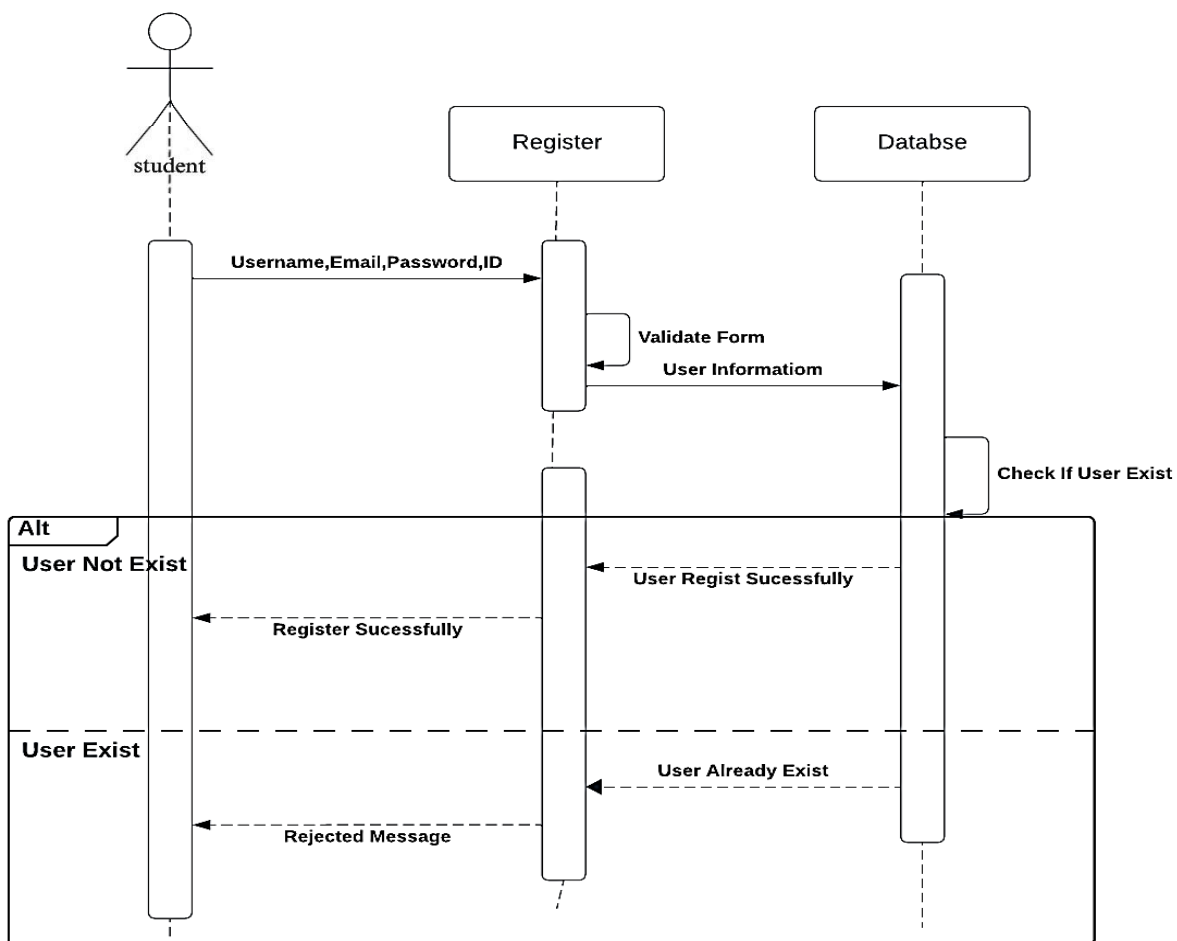 student
Register
Databse
Username,Email,Password,ID
Validate Form
User Informatiom
Check If User Exist
Alt
User Not Exist
User Regist Sucessfully
Register Sucessfully
User Exist
User Already Exist
Rejected Message